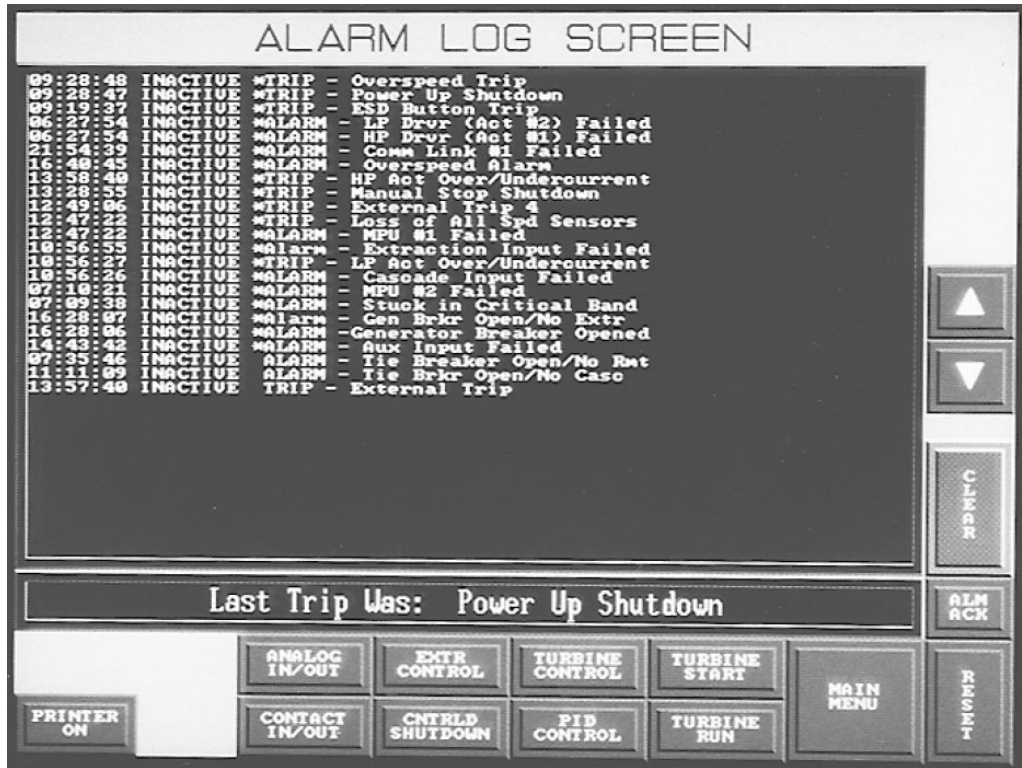 ALARM LOG SCREEN
09:28:48 INACTIVE *TRIP - Overspeed Trip
09:28:47 INACTIVE *TRIP - Power Up Shutdown
09:19:37 INACTIVE *TRIP - ESD Button Trip
06:27:54 INACTIVE *ALARM - LP Drvr (Act #2) Failed
06:27:54 INACTIVE *ALARM - HP Drvr (Act #1) Failed
21:54:39 INACTIVE *ALARM - Comm Link #1 Failed
16:40:45 INACTIVE *ALARM - Overspeed Alarm
13:58:40 INACTIVE *TRIP - HP Act Over/Undercurrent
13:28:55 INACTIVE *TRIP - Manual Stop Shutdown
12:49:06 INACTIVE *TRIP - External Trip 4
12:47:22 INACTIVE *TRIP - Loss of All Spd Sensors
12:47:22 INACTIVE *ALARM - MPU #1 Failed
10:56:55 INACTIVE *Alarm - Extraction Input Failed
10:56:27 INACTIVE *TRIP - LP Act Over/Undercurrent
10:56:26 INACTIVE *ALARM - Cascade Input Failed
07:10:21 INACTIVE *ALARM - MPU #2 Failed
07:09:38 INACTIVE *ALARM - Stuck in Critical Band
16:28:07 INACTIVE *Alarm - Gen Brkr Open/No Extr
16:28:06 INACTIVE *ALARM -Generator Breaker Opened
14:43:42 INACTIVE *ALARM - Aux Input Failed
07:35:46 INACTIVE ALARM - Tie Breaker Open/No Rmt
11:11:09 INACTIVE ALARM - Tie Brkr Open/No Casc
13:57:40 INACTIVE TRIP - External Trip
CLEAR
Last Trip Was: Power Up Shutdown
ALM
ACK
ANALOG
IN/OUT
EXTR
CONTROL
TURBINE
CONTROL
TURBINE
START
MAIN
MENU
RESET
PRINTER
ON
CONTACT
IN/OUT
CNTRLD
SHUTDOWN
PID
CONTROL
TURBINE
RUN